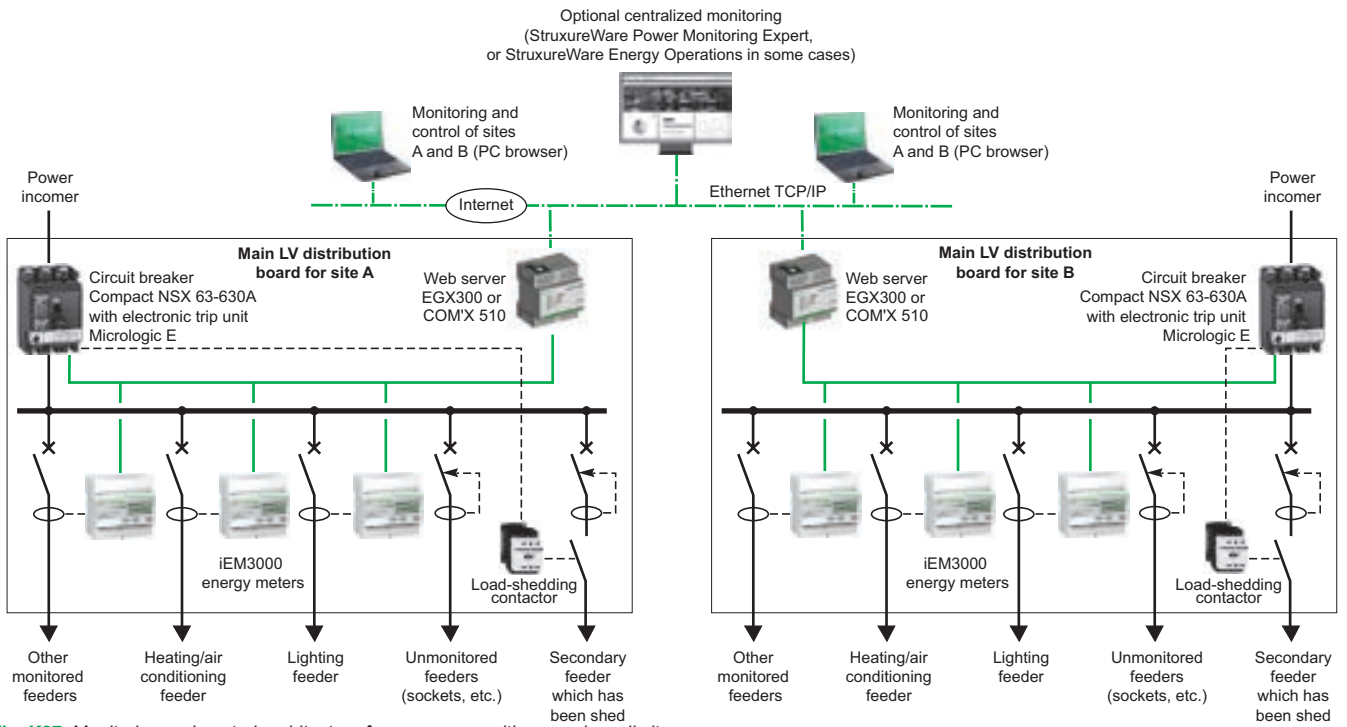 Optional centralized monitoring
(StruxureWare Power Monitoring Expert,
or StruxureWare Energy Operations in some cases)
Monitoring and
control of sites
A and B (PC browser)
Monitoring and
control of sites
A and B (PC browser)
Power
incomer
Internet
Ethernet TCP/IP
Power
incomer
Main LV distribution
board for site A
Circuit breaker
Compact NSX 63-630A
with electronic trip unit
Micrologic E
Web server
EGX300 or
COM'X 510
iEM3000
energy meters
Load-shedding
contactor
Other
monitored
feeders
Heating/air
conditioning
feeder
Lighting
feeder
Unmonitored
feeders
(sockets, etc.)
Secondary
feeder
which has
been shed
Main LV distribution
board for site B
Web server
EGX300 or
COM'X 510
Circuit breaker
Compact NSX 63-630A
with electronic trip unit
Micrologic E
iEM3000
energy meters
Load-shedding
contactor
Other
monitored
feeders
Heating/air
conditioning
feeder
Lighting
feeder
Unmonitored
feeders
(sockets, etc.)
Secondary
feeder
which has
been shed